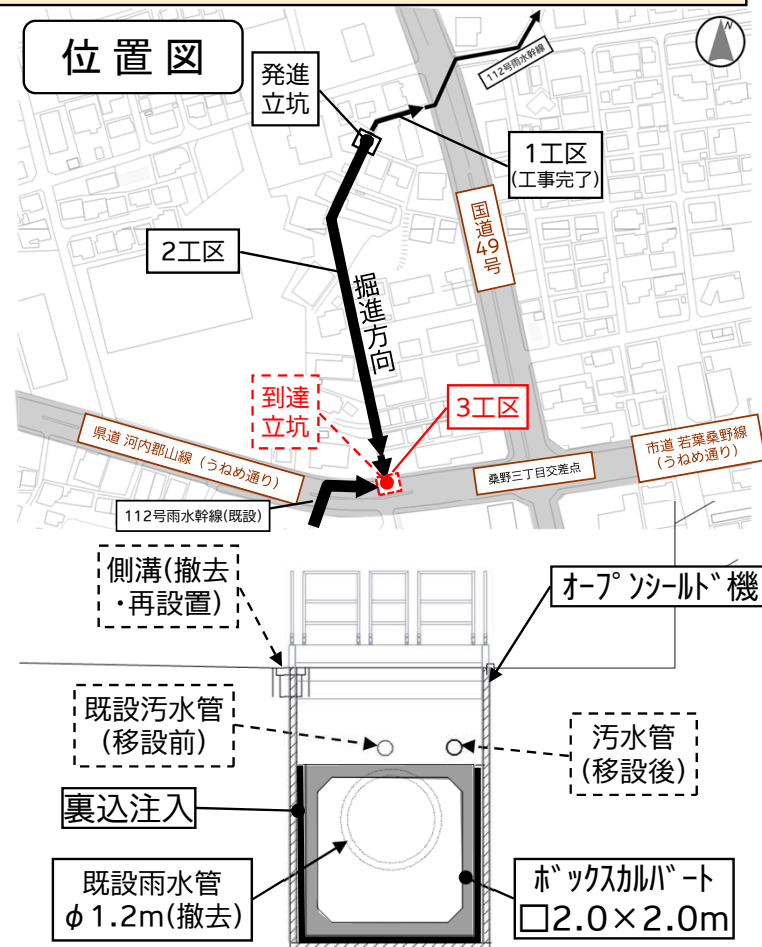 位置図
N
112号雨水幹線
発進
立坑
1工区
(工事完了)
国道49号
2工区
掘進方向
到達
立坑
3工区
県道 河内郡山線（うねめ通り）
市道 若葉桑野線
（うねめ通り）
桑野三丁目交差点
112号雨水幹線(既設)
側溝(撤去
・再設置)
ｵｰﾌﾟﾝｼｰﾙﾄﾞ機
既設汚水管
(移設前)
汚水管
(移設後)
裏込注入
既設雨水管
φ1.2m(撤去)
ﾎﾞｯｸｽｶﾙﾊﾞｰﾄ
□2.0×2.0m